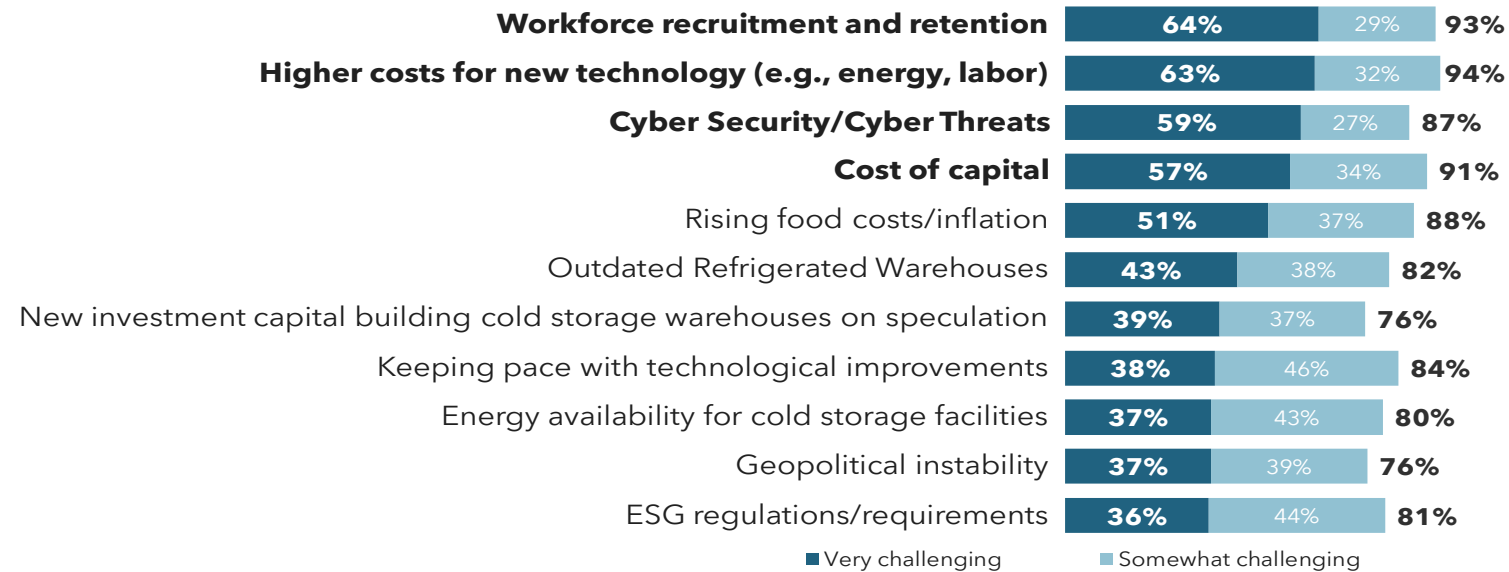 Workforce recruitment and retention 64% 29% 93%
Higher costs for new technology (e.g., energy, labor) 63% 32% 94%
Cyber Security/Cyber Threats 59% 27% 87%
Cost of capital 57% 34% 91%
Rising food costs/inflation 51% 37% 88%
Outdated Refrigerated Warehouses 43% 38% 82%
New investment capital building cold storage warehouses on speculation 39% 37% 76%
Keeping pace with technological improvements 38% 46% 84%
Energy availability for cold storage facilities 37% 43% 80%
Geopolitical instability 37% 39% 76%
ESG regulations/requirements 36% 44% 81%
Very challenging Somewhat challenging